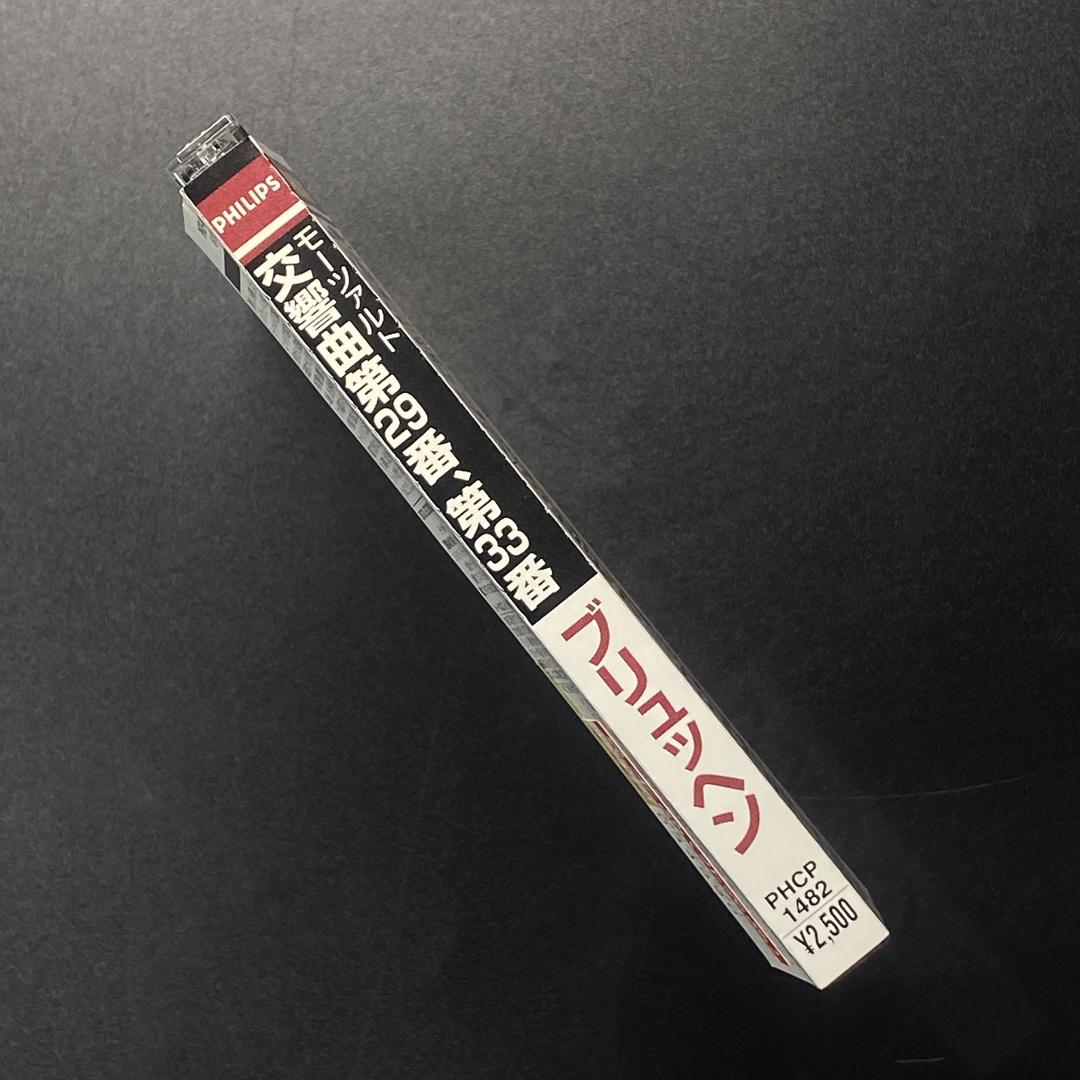 PHILIPS
モーツァルト
交響曲第29番、第33番
ブリュッヘン
PHCP
1482
¥2,500